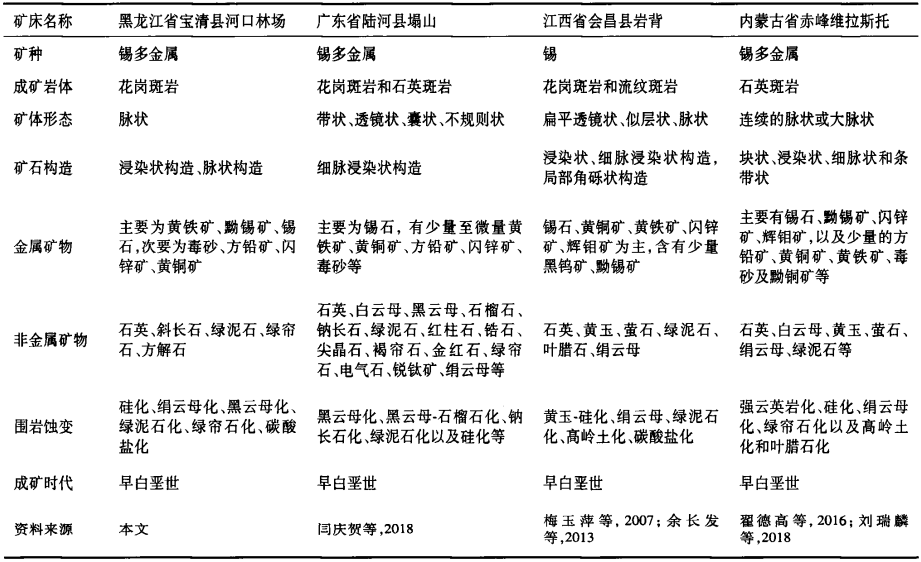 矿床名称 黑龙江省宝清县河口林场 广东省陆河县塌山 江西省会昌县岩背 内蒙古省赤峰维拉斯托
矿种 锡多金属 锡多金属 锡 锡多金属
成矿岩体 花岗斑岩 花岗斑岩和石英斑岩 花岗斑岩和流纹斑岩 石英斑岩
矿体形态 脉状 带状、透镜状、囊状、不规则状 扁平透镜状、似层状、脉状 连续的脉状或大脉状
矿石构造 浸染状构造、脉状构造 细脉浸染状构造 浸染状、细脉浸染状构造，
局部角砾状构造 块状、浸染状、细脉状和条
带状
金属矿物 主要为黄铁矿、黝锡矿、锡
石，次要为毒砂、方铅矿、闪
锌矿、黄铜矿 主要为锡石，有少量至微量黄
铁矿、黄铜矿、方铅矿、闪锌矿、
毒砂等 锡石、黄铜矿、黄铁矿、闪锌
矿、辉钼矿为主，含有少量
黑钨矿、黝锡矿 主要有锡石、黝锡矿、闪锌
矿、辉钼矿，以及少量的方
铅矿、黄铜矿、黄铁矿、毒
砂及黝铜矿等
非金属矿物 石英、斜长石、绿泥石、绿帘
石、方解石 石英、白云母、黑云母、石榴石、
钠长石、绿泥石、红柱石、锆石、
尖晶石、褐帘石、金红石、绿帘
石、电气石、锐钛矿、绢云母等 石英、黄玉、萤石、绿泥石、
叶腊石、绢云母 石英、白云母、黄玉、萤石、
绢云母、绿泥石等
围岩蚀变 硅化、绢云母化、黑云母化、
绿泥石化、绿帘石化、碳酸
盐化 黑云母化、黑云母-石榴石化、钠
长石化、绿泥石化以及硅化等 黄玉-硅化、绢云母、绿泥石
化、高岭土化、碳酸盐化 强云英岩化、硅化、绢云母
化、绿帘石化以及高岭土
化和叶腊石化
成矿时代 早白垩世 早白垩世 早白垩世 早白垩世
资料来源 本文 闫庆贺等,2018 梅玉萍等，2007；余长发
等,2013 翟德高等，2016；刘瑞麟
等,2018